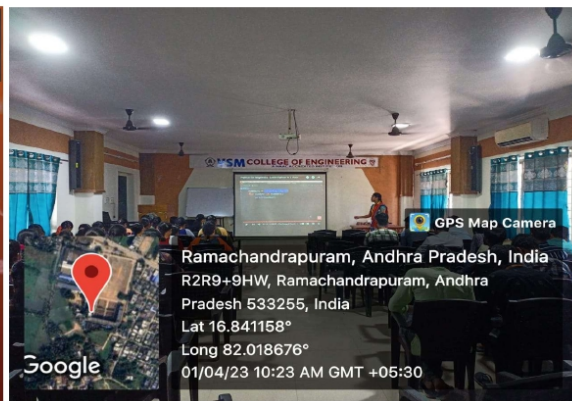 VSM COLLEGE OF ENGINEERING
GPS Map Camera
Ramachandrapuram, Andhra Pradesh, India
R2R9+9HW, Ramachandrapuram, Andhra
Pradesh 533255, India
Lat 16.841158°
Long 82.018676°
01/04/23 10:23 AM GMT +05:30
Google